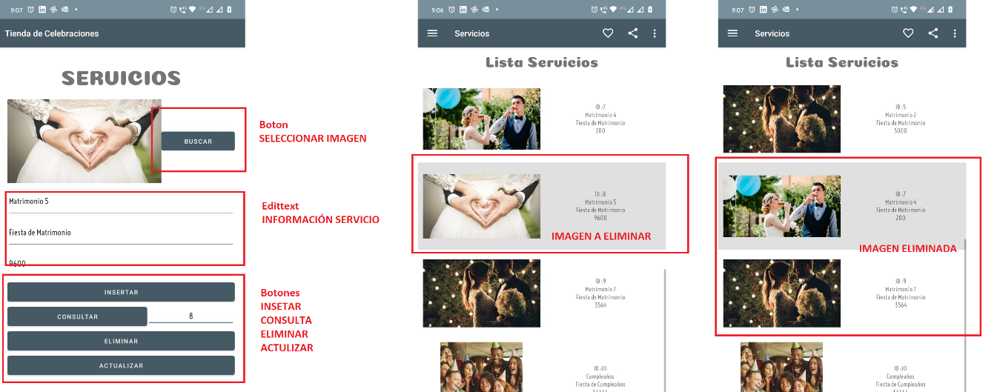 9:07
4G
Tienda de Celebraciones
SERVICIOS
BUSCAR
Matrimonio 5
Fiesta de Matrimonio
9600
INSERTAR
CONSULTAR
8
ELIMINAR
ACTUALIZAR
Boton
SELECCIONAR IMAGEN
Edittext
INFORMACIÓN SERVICIO
Botones
INSETAR
CONSULTA
ELIMINAR
ACTULIZAR
9:06
4G
Servicios
Lista Servicios
ID :7
Matrimonio 4
Fiesta de Matrimonio
200
ID :8
Matrimonio 5
Fiesta de Matrimonio
9600
IMAGEN A ELIMINAR
ID :9
Matrimonio 7
Fiesta de Matrimonio
3564
ID :10
Cumpleaños
Fiesta de Cumpleaños
9:07
4G
Servicios
Lista Servicios
ID :5
Matrimonio 2
Fiesta de Matrimonio
5000
ID :7
Matrimonio 4
Fiesta de Matrimonio
200
IMAGEN ELIMINADA
ID :9
Matrimonio 7
Fiesta de Matrimonio
3564
ID :10
Cumpleaños
Fiesta de Cumpleaños